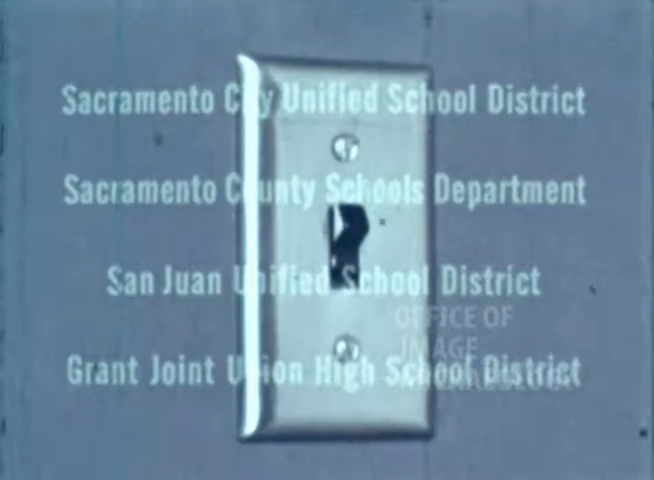 Sacramento City Unified School District
Sacramento County Schools Department
San Juan Unified School District
Grant Joint Union High School District
OFFICE OF
IMAGE